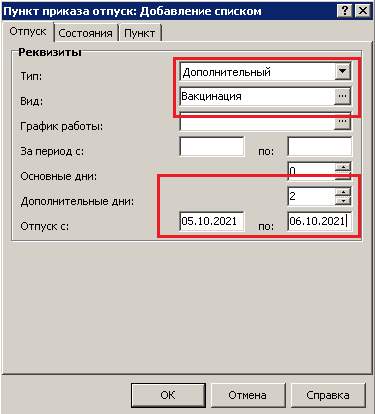 Пункт приказа отпуск: Добавление списком
Отпуск Состояния Пункт
Реквизиты
Тип: Дополнительный
Вид: Вакцинация ...
График работы: ...
За период с: по:
Основные дни: 0
Дополнительные дни: 2
Отпуск с: 05.10.2021 по: 06.10.2021
OK Отмена Справка